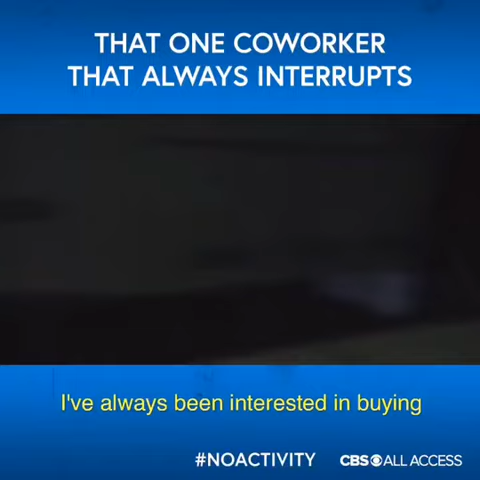 THAT ONE COWORKER
THAT ALWAYS INTERRUPTS
I've always been interested in buying
#NOACTIVITY CBS ALL ACCESS